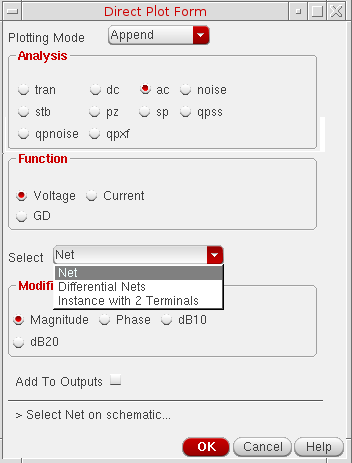 Direct Plot Form
Plotting Mode Append
Analysis
tran dc ac noise
stb pz sp qpss
qpnoise qpxf
Function
Voltage Current
GD
Select Net
Net
Differential Nets
Instance with 2 Terminals
Modifi
Magnitude Phase dB10
dB20
Add To Outputs
> Select Net on schematic...
OK Cancel Help